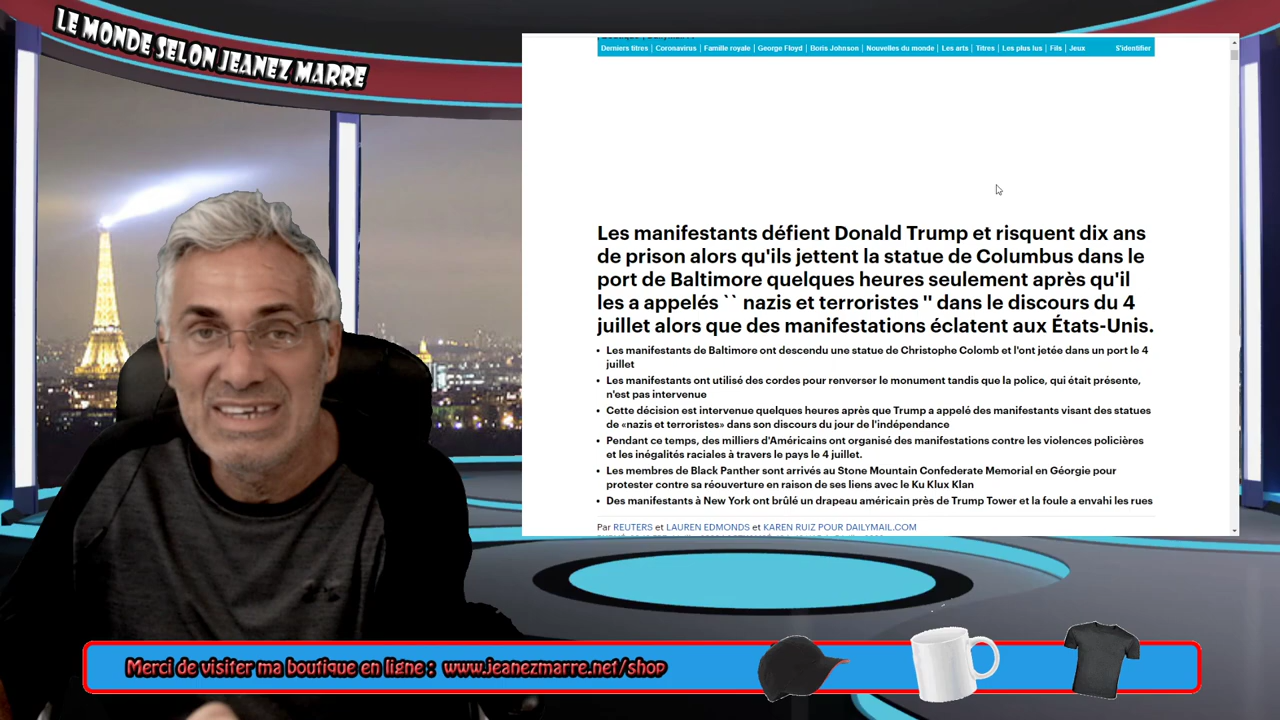 LE MONDE SELON JEANEZ MARRE
Derniers titres | Coronavirus | Famille royale | George Floyd | Boris Johnson | Nouvelles du monde | Les arts | Titres | Les plus lus | Fils | Jeux S'identifier
Les manifestants défient Donald Trump et risquent dix ans
de prison alors qu'ils jettent la statue de Columbus dans le
port de Baltimore quelques heures seulement après qu'il
les a appelés `` nazis et terroristes '' dans le discours du 4
juillet alors que des manifestations éclatent aux États-Unis.
• Les manifestants de Baltimore ont descendu une statue de Christophe Colomb et l'ont jetée dans un port le 4
juillet
• Les manifestants ont utilisé des cordes pour renverser le monument tandis que la police, qui était présente,
n'est pas intervenue
• Cette décision est intervenue quelques heures après que Trump a appelé des manifestants visant des statues
de «nazis et terroristes» dans son discours du jour de l'indépendance
• Pendant ce temps, des milliers d'Américains ont organisé des manifestations contre les violences policières
et les inégalités raciales à travers le pays le 4 juillet.
• Les membres de Black Panther sont arrivés au Stone Mountain Confederate Memorial en Géorgie pour
protester contre sa réouverture en raison de ses liens avec le Ku Klux Klan
• Des manifestants à New York ont brûlé un drapeau américain près de Trump Tower et la foule a envahi les rues
Par REUTERS et LAUREN EDMONDS et KAREN RUIZ POUR DAILYMAIL.COM
Merci de visiter ma boutique en ligne : www.jeanezmarre.net/shop